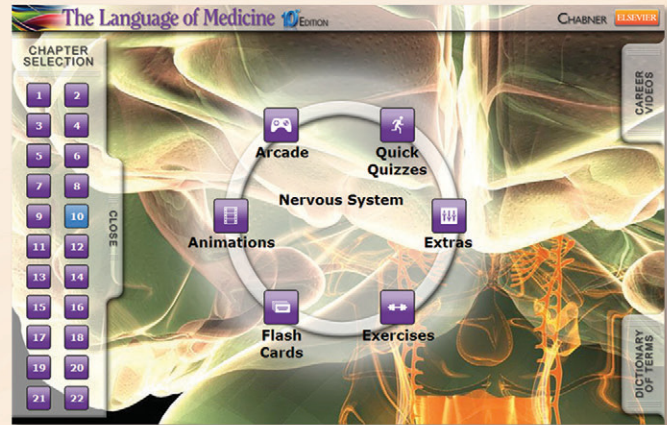 The Language of Medicine 10th EDITION
CHABNER ELSEVIER
CHAPTER
SELECTION
1 2
3 4
5 6
7 8
9 10
11 12
13 14
15 16
17 18
19 20
21 22
CLOSE
Arcade
Quick
Quizzes
Nervous System
Animations
Extras
Flash
Cards
Exercises
CAREER
VIDEOS
DICTIONARY
OF TERMS